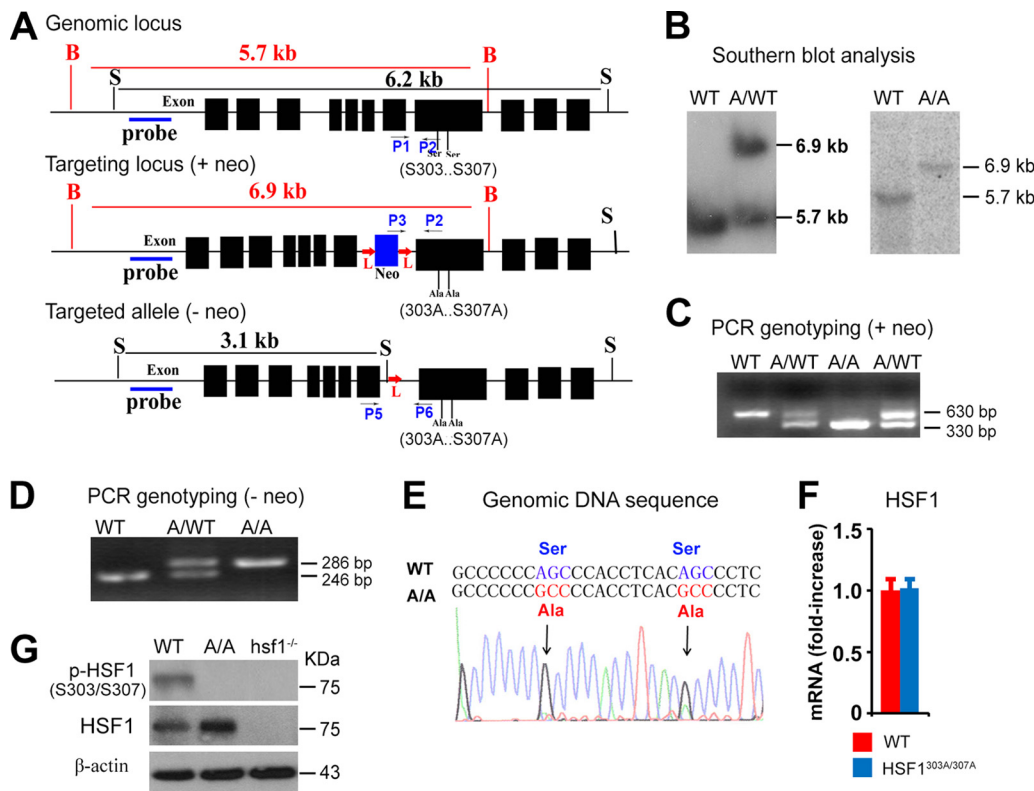 A
Genomic locus
B
5.7 kb
B
S
6.2 kb
S
Exon
probe
P1
P2
Ser Ser
(S303..S307)
Targeting locus (+ neo)
B
6.9 kb
B
S
P3
P2
Exon
probe
L
Neo
L
Ala Ala
(303A..S307A)
Targeted allele (- neo)
S
3.1 kb
S
S
Exon
probe
L
P5
P6
Ala Ala
(303A..S307A)
B
Southern blot analysis
WT A/WT
6.9 kb
5.7 kb
WT A/A
6.9 kb
5.7 kb
C
PCR genotyping (+ neo)
WT A/WT A/A A/WT
630 bp
330 bp
D
PCR genotyping (- neo)
WT A/WT A/A
286 bp
246 bp
E
Genomic DNA sequence
Ser Ser
WT GCCCCCCCAGCCCCACCTCACAGCCCCTC
A/A GCCCCCCCGCCCCCACCTCACGCCCCCTC
Ala Ala
F
HSF1
mRNA (fold-increase)
1.5
1.0
0.5
0
WT
HSF1303A/307A
G
WT A/A hsf1-/-
KDa
p-HSF1
(S303/S307)
75
HSF1
75
β-actin
43